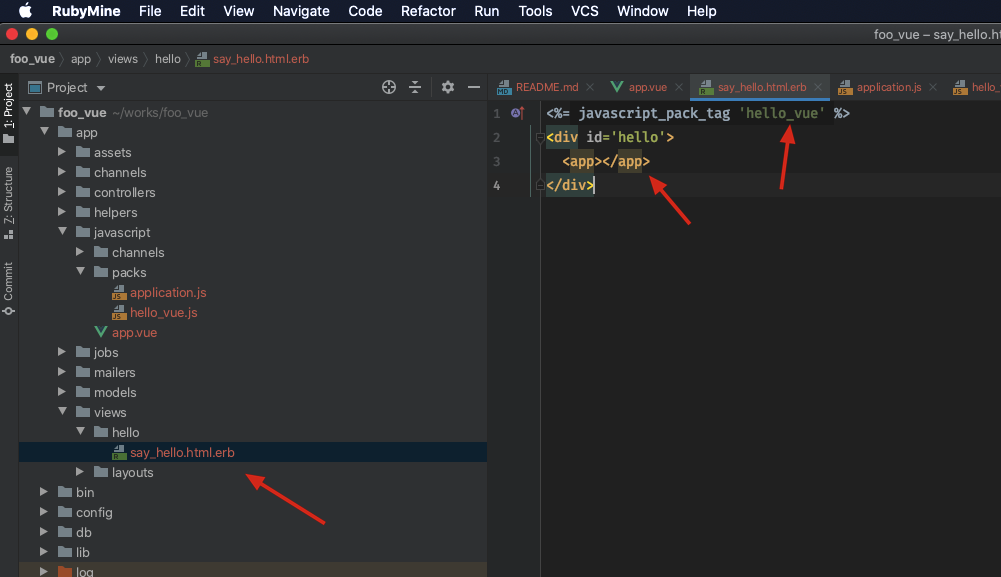 RubyMine File Edit View Navigate Code Refactor Run Tools VCS Window Help
foo_vue – say_hello.ht
foo_vue app views hello say_hello.html.erb
Project
README.md app.vue say_hello.html.erb application.js hello_
1: Project
7: Structure
Commit
foo_vue ~/works/foo_vue
app
assets
channels
controllers
helpers
javascript
channels
packs
application.js
hello_vue.js
app.vue
jobs
mailers
models
views
hello
say_hello.html.erb
layouts
bin
config
db
lib
log
1 <%= javascript_pack_tag 'hello_vue' %>
2 <div id='hello'>
3 <app></app>
4 </div>